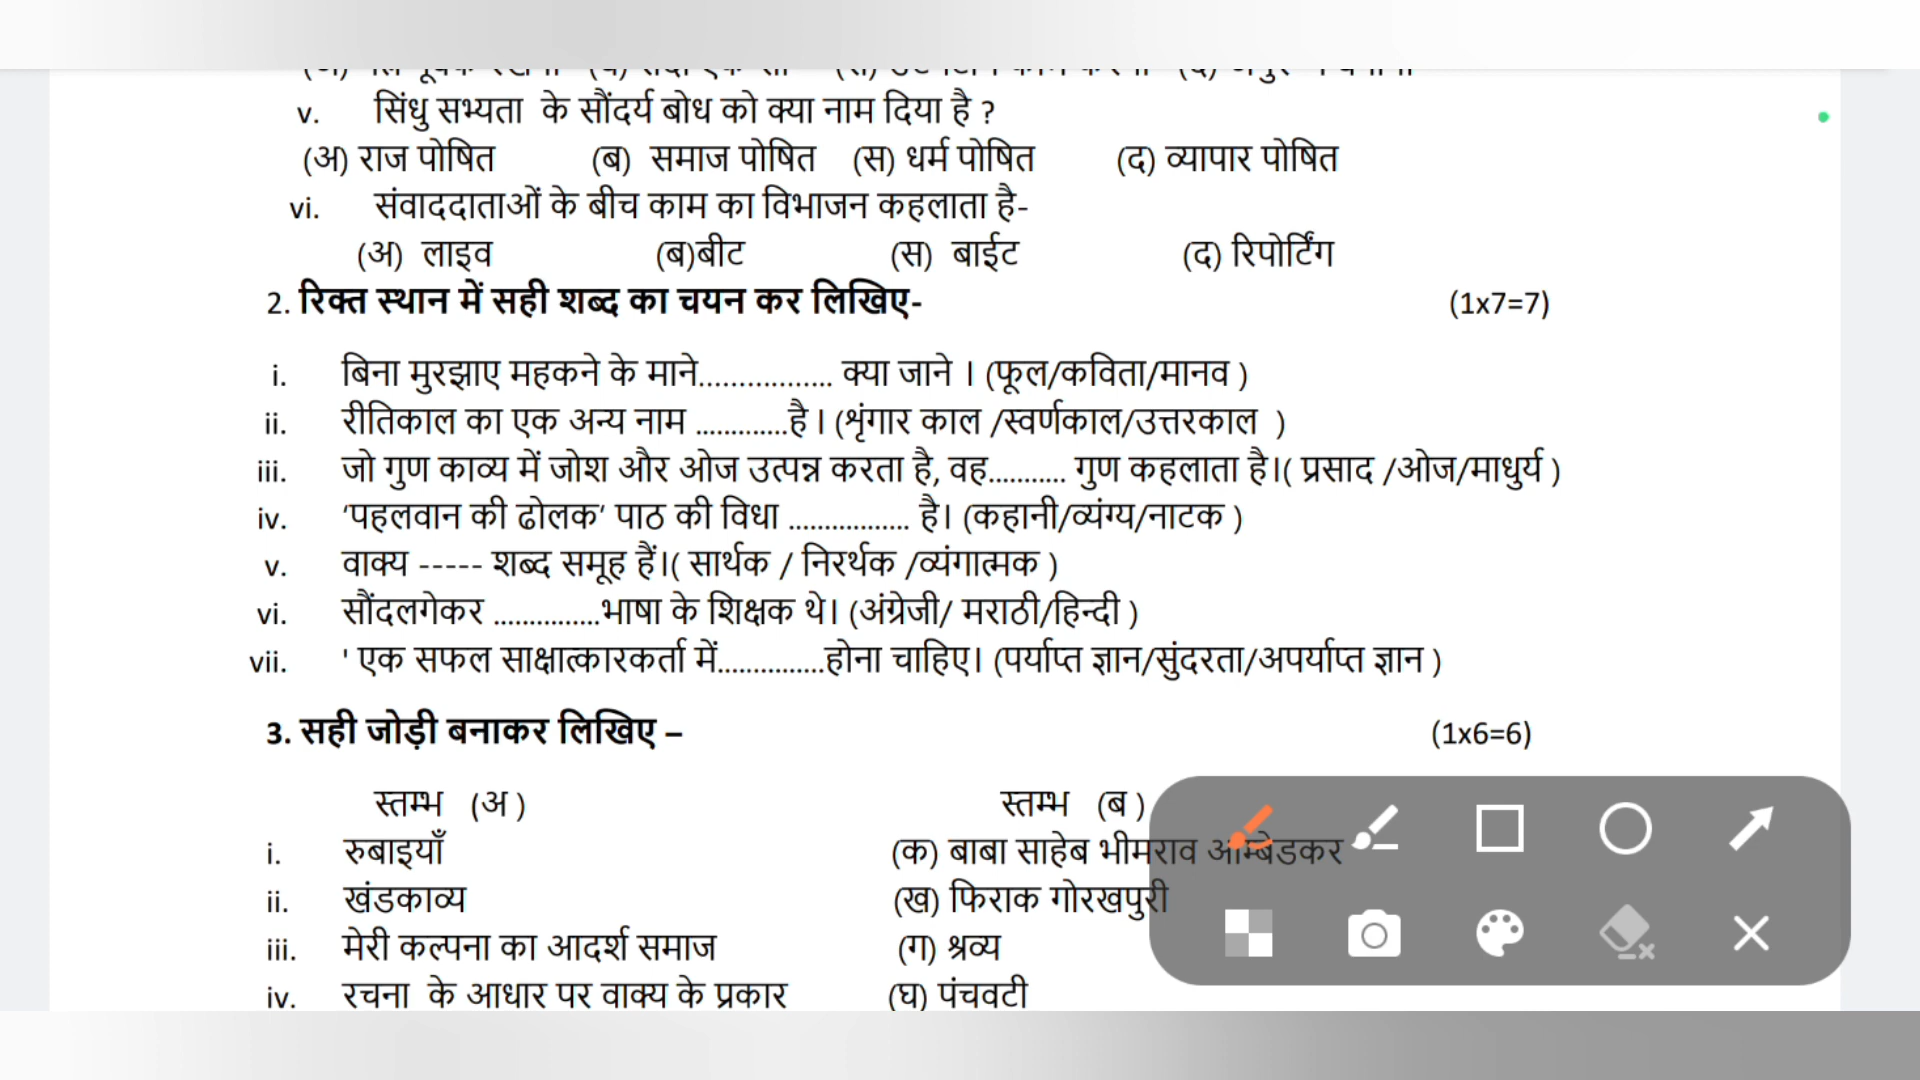 v. सिंधु सभ्यता के सौंदर्य बोध को क्या नाम दिया है ?
(अ) राज पोषित (ब) समाज पोषित (स) धर्म पोषित (द) व्यापार पोषित
vi. संवाददाताओं के बीच काम का विभाजन कहलाता है-
(अ) लाइव (ब)बीट (स) बाईट (द) रिपोर्टिंग
2. रिक्त स्थान में सही शब्द का चयन कर लिखिए- (1x7=7)
i. बिना मुरझाए महकने के माने................. क्या जाने । (फूल/कविता/मानव )
ii. रीतिकाल का एक अन्य नाम .............है । (शृंगार काल /स्वर्णकाल/उत्तरकाल )
iii. जो गुण काव्य में जोश और ओज उत्पन्न करता है, वह........... गुण कहलाता है।( प्रसाद /ओज/माधुर्य )
iv. ‘पहलवान की ढोलक’ पाठ की विधा ................. है। (कहानी/व्यंग्य/नाटक )
v. वाक्य ----- शब्द समूह हैं।( सार्थक / निरर्थक /व्यंगात्मक )
vi. सौंदलगेकर ...............भाषा के शिक्षक थे। (अंग्रेजी/ मराठी/हिन्दी )
vii. ' एक सफल साक्षात्कारकर्ता में...............होना चाहिए। (पर्याप्त ज्ञान/सुंदरता/अपर्याप्त ज्ञान )
3. सही जोड़ी बनाकर लिखिए – (1x6=6)
स्तम्भ (अ ) स्तम्भ (ब )
i. रुबाइयाँ (क) बाबा साहेब भीमराव आम्बेडकर
ii. खंडकाव्य (ख) फिराक गोरखपुरी
iii. मेरी कल्पना का आदर्श समाज (ग) श्रव्य
iv. रचना के आधार पर वाक्य के प्रकार (घ) पंचवटी